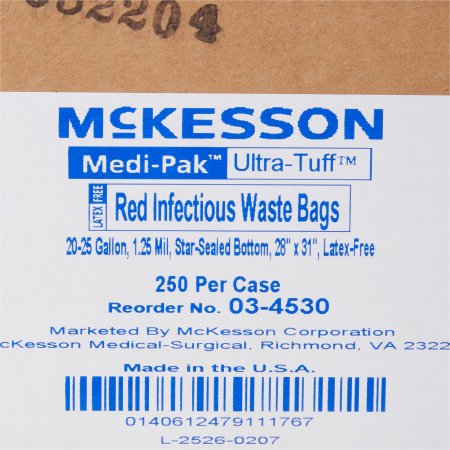 McKESSON
Medi-Pak™ Ultra-Tuff™
LATEX FREE
Red Infectious Waste Bags
20-25 Gallon, 1.25 Mil, Star-Sealed Bottom, 28" x 31", Latex-Free
250 Per Case
Reorder No. 03-4530
Marketed By McKesson Corporation
cKesson Medical-Surgical, Richmond, VA 2322
Made in the U.S.A.
0140612479111767
L-2526-0207